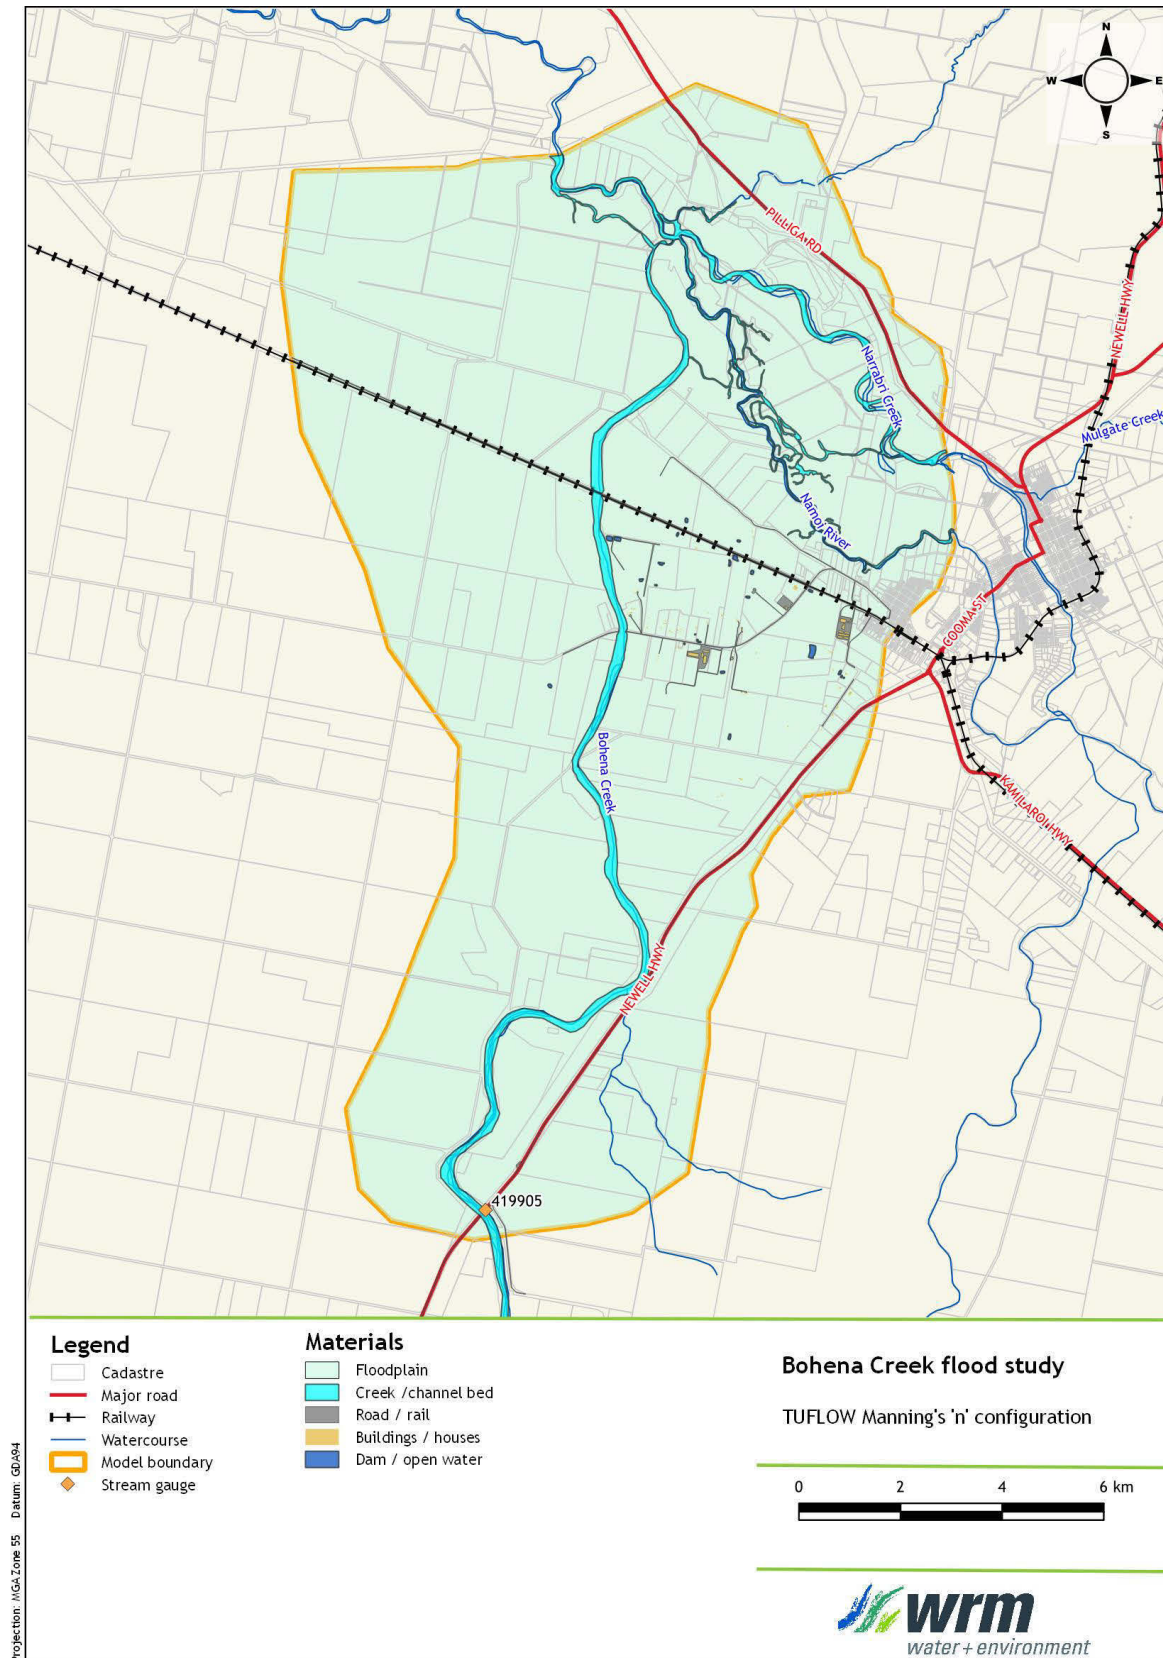 N
W E
S
PILLIGA RD
NEWELL HWY
Narrabri Creek
Mulgate Creek
Namoi River
COOMA ST
Bohena Creek
KAMILAROI HWY
NEWELL HWY
419905
Legend
Cadastre
Major road
Railway
Watercourse
Model boundary
Stream gauge
Materials
Floodplain
Creek /channel bed
Road / rail
Buildings / houses
Dam / open water
Bohena Creek flood study
TUFLOW Manning's 'n' configuration
0 2 4 6 km
wrm
water + environment
Projection: MGA Zone 55 Datum: GDA94